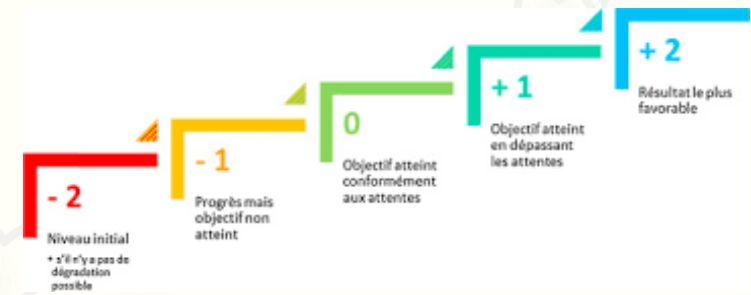 - 2
Niveau initial
+ s'il n'y a pas de
dégradation
possible
- 1
Progrès mais
objectif non
atteint
0
Objectif atteint
conformément
aux attentes
+ 1
Objectif atteint
en dépassant
les attentes
+ 2
Résultat le plus
favorable